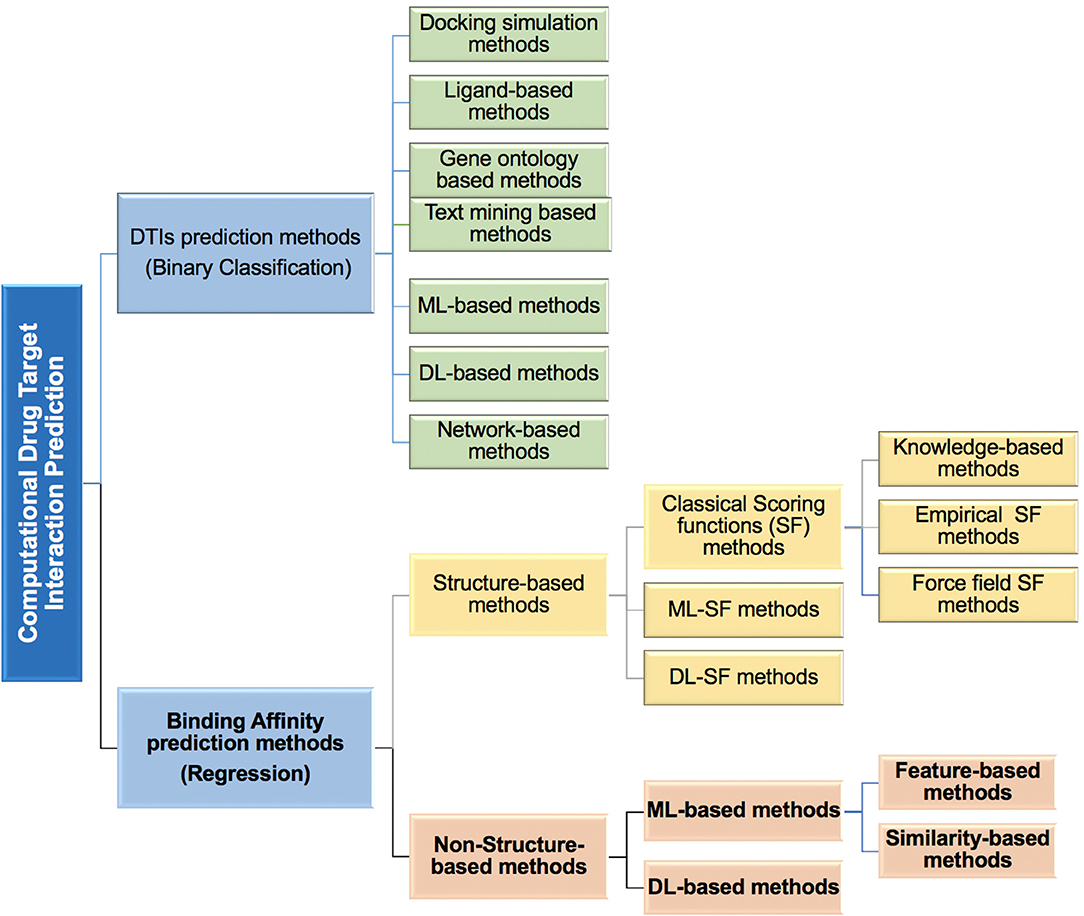 Computational Drug Target
Interaction Prediction
DTIs prediction methods
(Binary Classification)
Docking simulation
methods
Ligand-based
methods
Gene ontology
based methods
Text mining based
methods
ML-based methods
DL-based methods
Network-based
methods
Binding Affinity
prediction methods
(Regression)
Structure-based
methods
Classical Scoring
functions (SF)
methods
Knowledge-based
methods
Empirical SF
methods
Force field SF
methods
ML-SF methods
DL-SF methods
Non-Structure-
based methods
ML-based methods
Feature-based
methods
Similarity-based
methods
DL-based methods